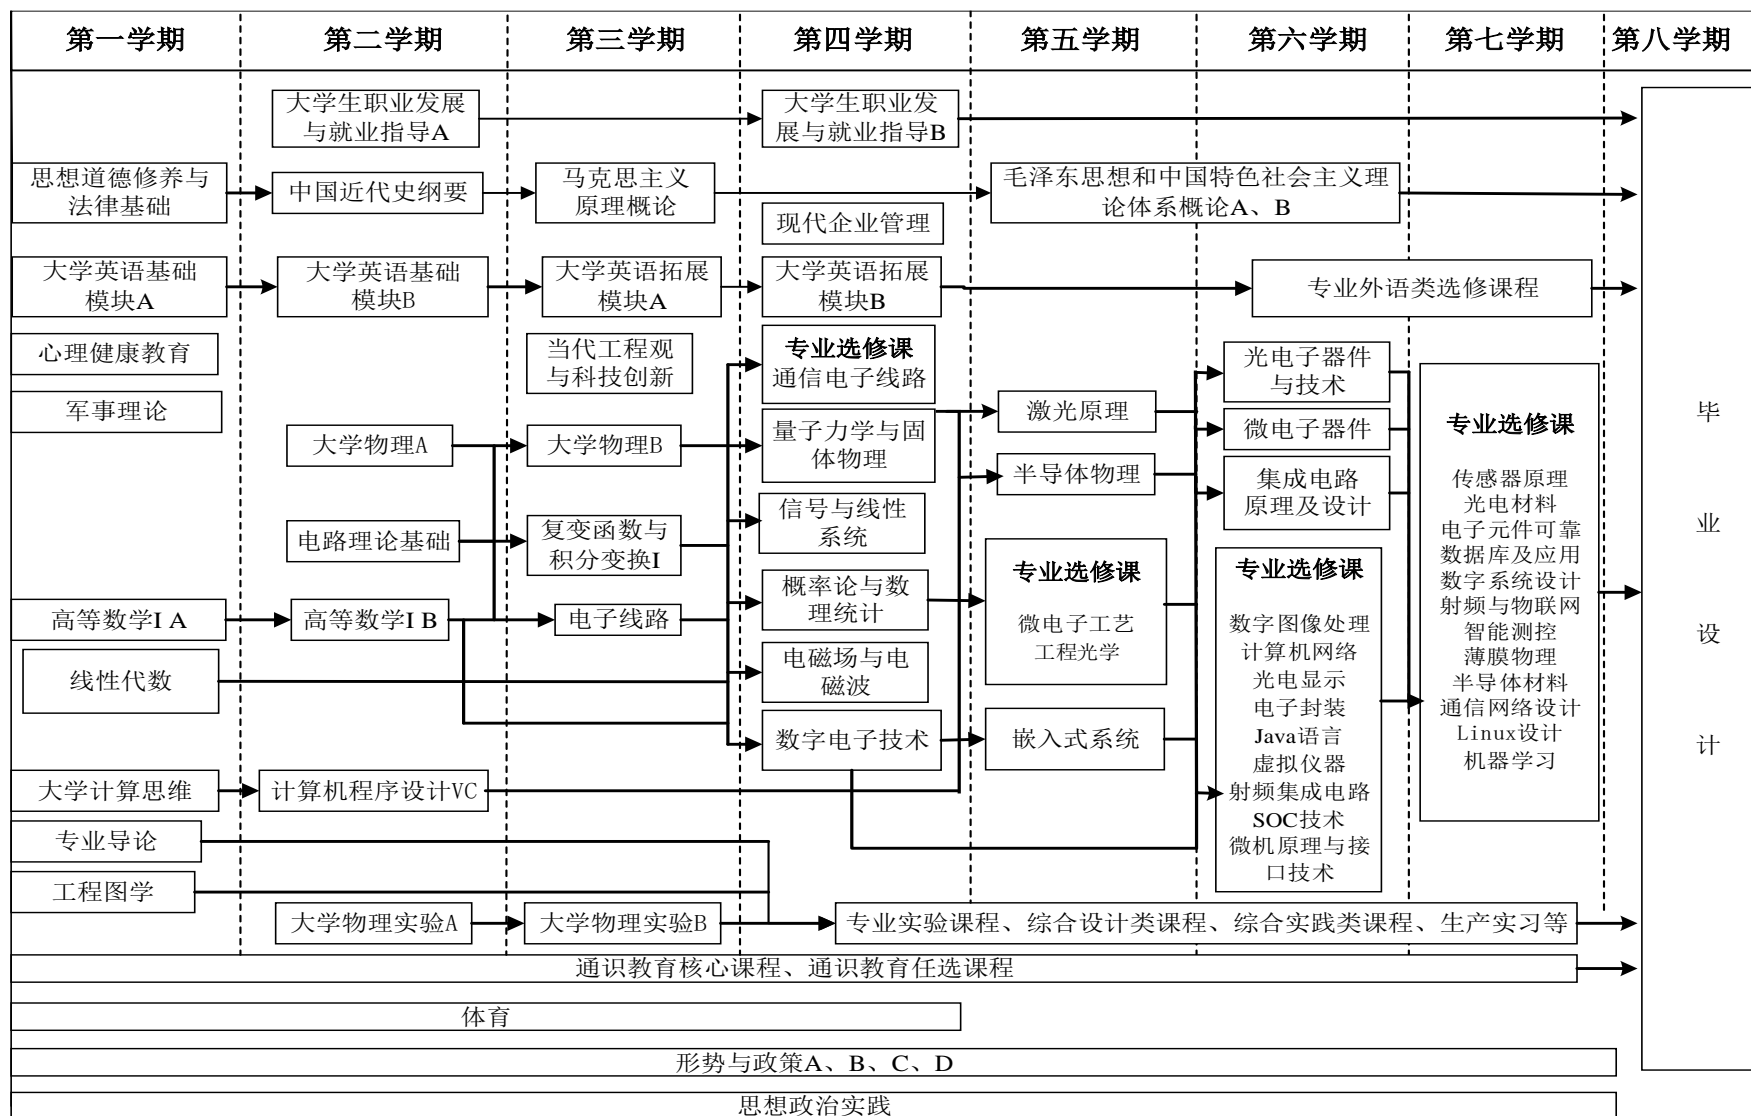 第一学期
第二学期
第三学期
第四学期
第五学期
第六学期
第七学期
第八学期
大学生职业发展
与就业指导A
大学生职业发
展与就业指导B
思想道德修养与
法律基础
中国近代史纲要
马克思主义
原理概论
毛泽东思想和中国特色社会主义理
论体系概论A、B
现代企业管理
大学英语基础
模块A
大学英语基础
模块B
大学英语拓展
模块A
大学英语拓展
模块B
专业外语类选修课程
心理健康教育
当代工程观
与科技创新
专业选修课
通信电子线路
光电子器件
与技术
军事理论
激光原理
微电子器件
大学物理A
大学物理B
量子力学与固
体物理
半导体物理
集成电路
原理及设计
电路理论基础
复变函数与
积分变换I
信号与线性
系统
高等数学I A
高等数学I B
电子线路
概率论与数
理统计
专业选修课
微电子工艺
工程光学
线性代数
电磁场与电
磁波
数字电子技术
嵌入式系统
专业选修课
数字图像处理
计算机网络
光电显示
电子封装
Java语言
虚拟仪器
射频集成电路
SOC技术
微机原理与接
口技术
专业选修课
传感器原理
光电材料
电子元件可靠
数据库及应用
数字系统设计
射频与物联网
智能测控
薄膜物理
半导体材料
通信网络设计
Linux设计
机器学习
毕
业
设
计
大学计算思维
计算机程序设计VC
专业导论
工程图学
大学物理实验A
大学物理实验B
专业实验课程、综合设计类课程、综合实践类课程、生产实习等
通识教育核心课程、通识教育任选课程
体育
形势与政策A、B、C、D
思想政治实践